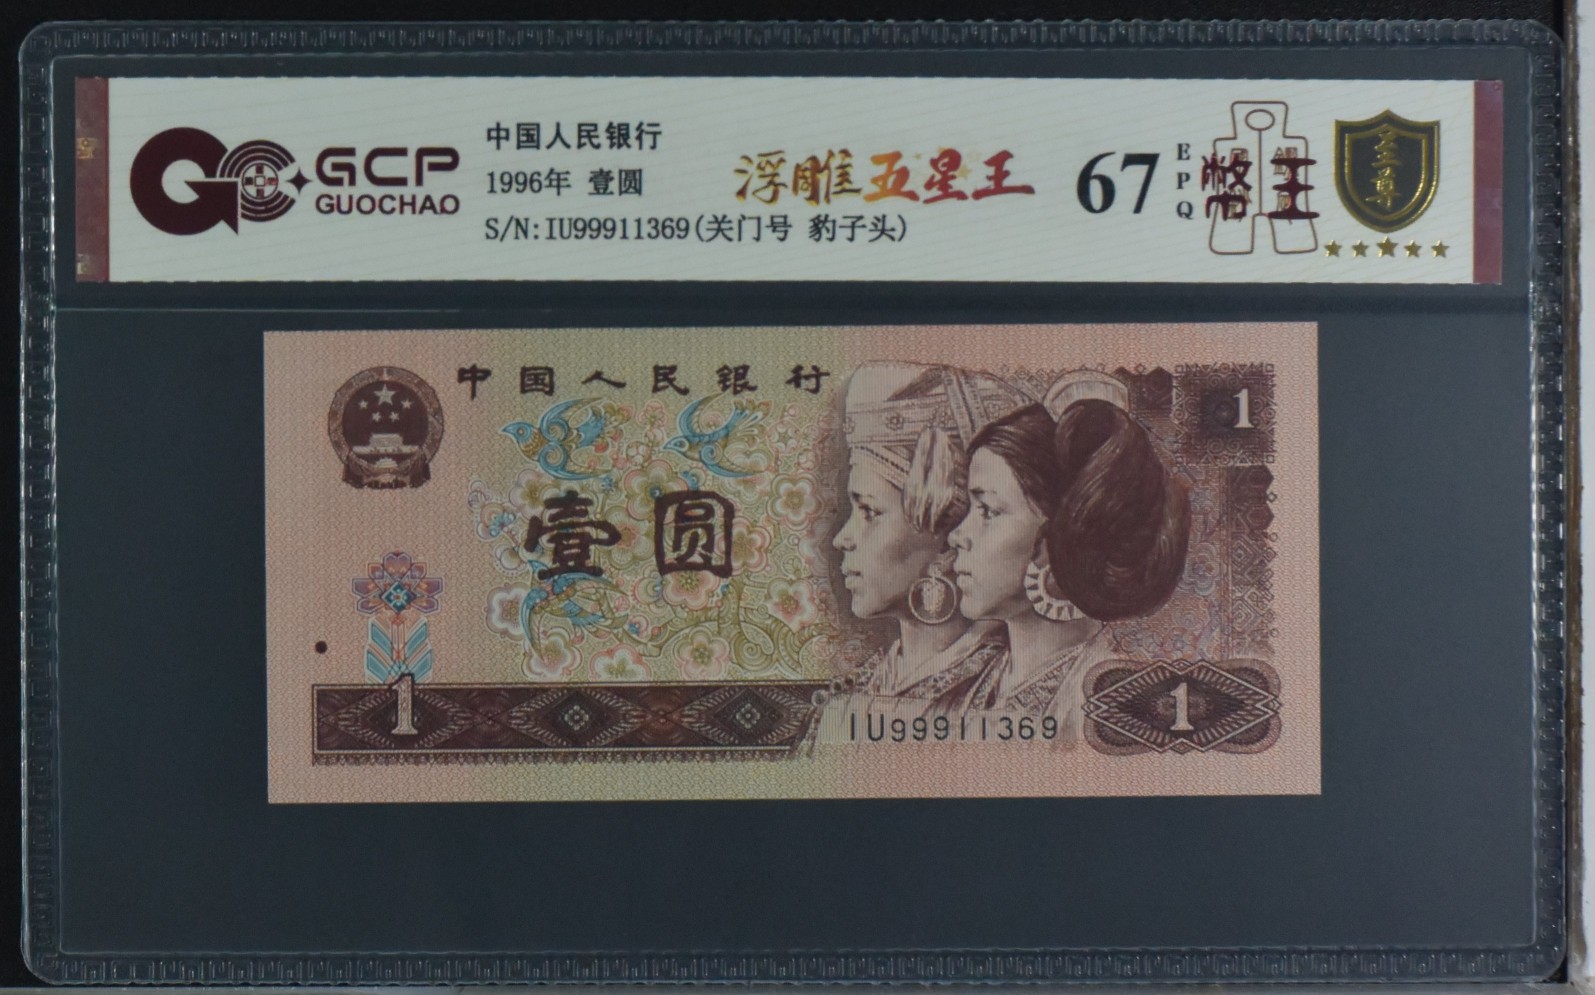 GCP
GUOCHAO
中国人民银行
1996年 壹圆
S/N:IU99911369(关门号 豹子头)
浮雕五星王
67
EPQ
币王
至尊
中国人民银行
1
壹圆
1
IU99911369
1